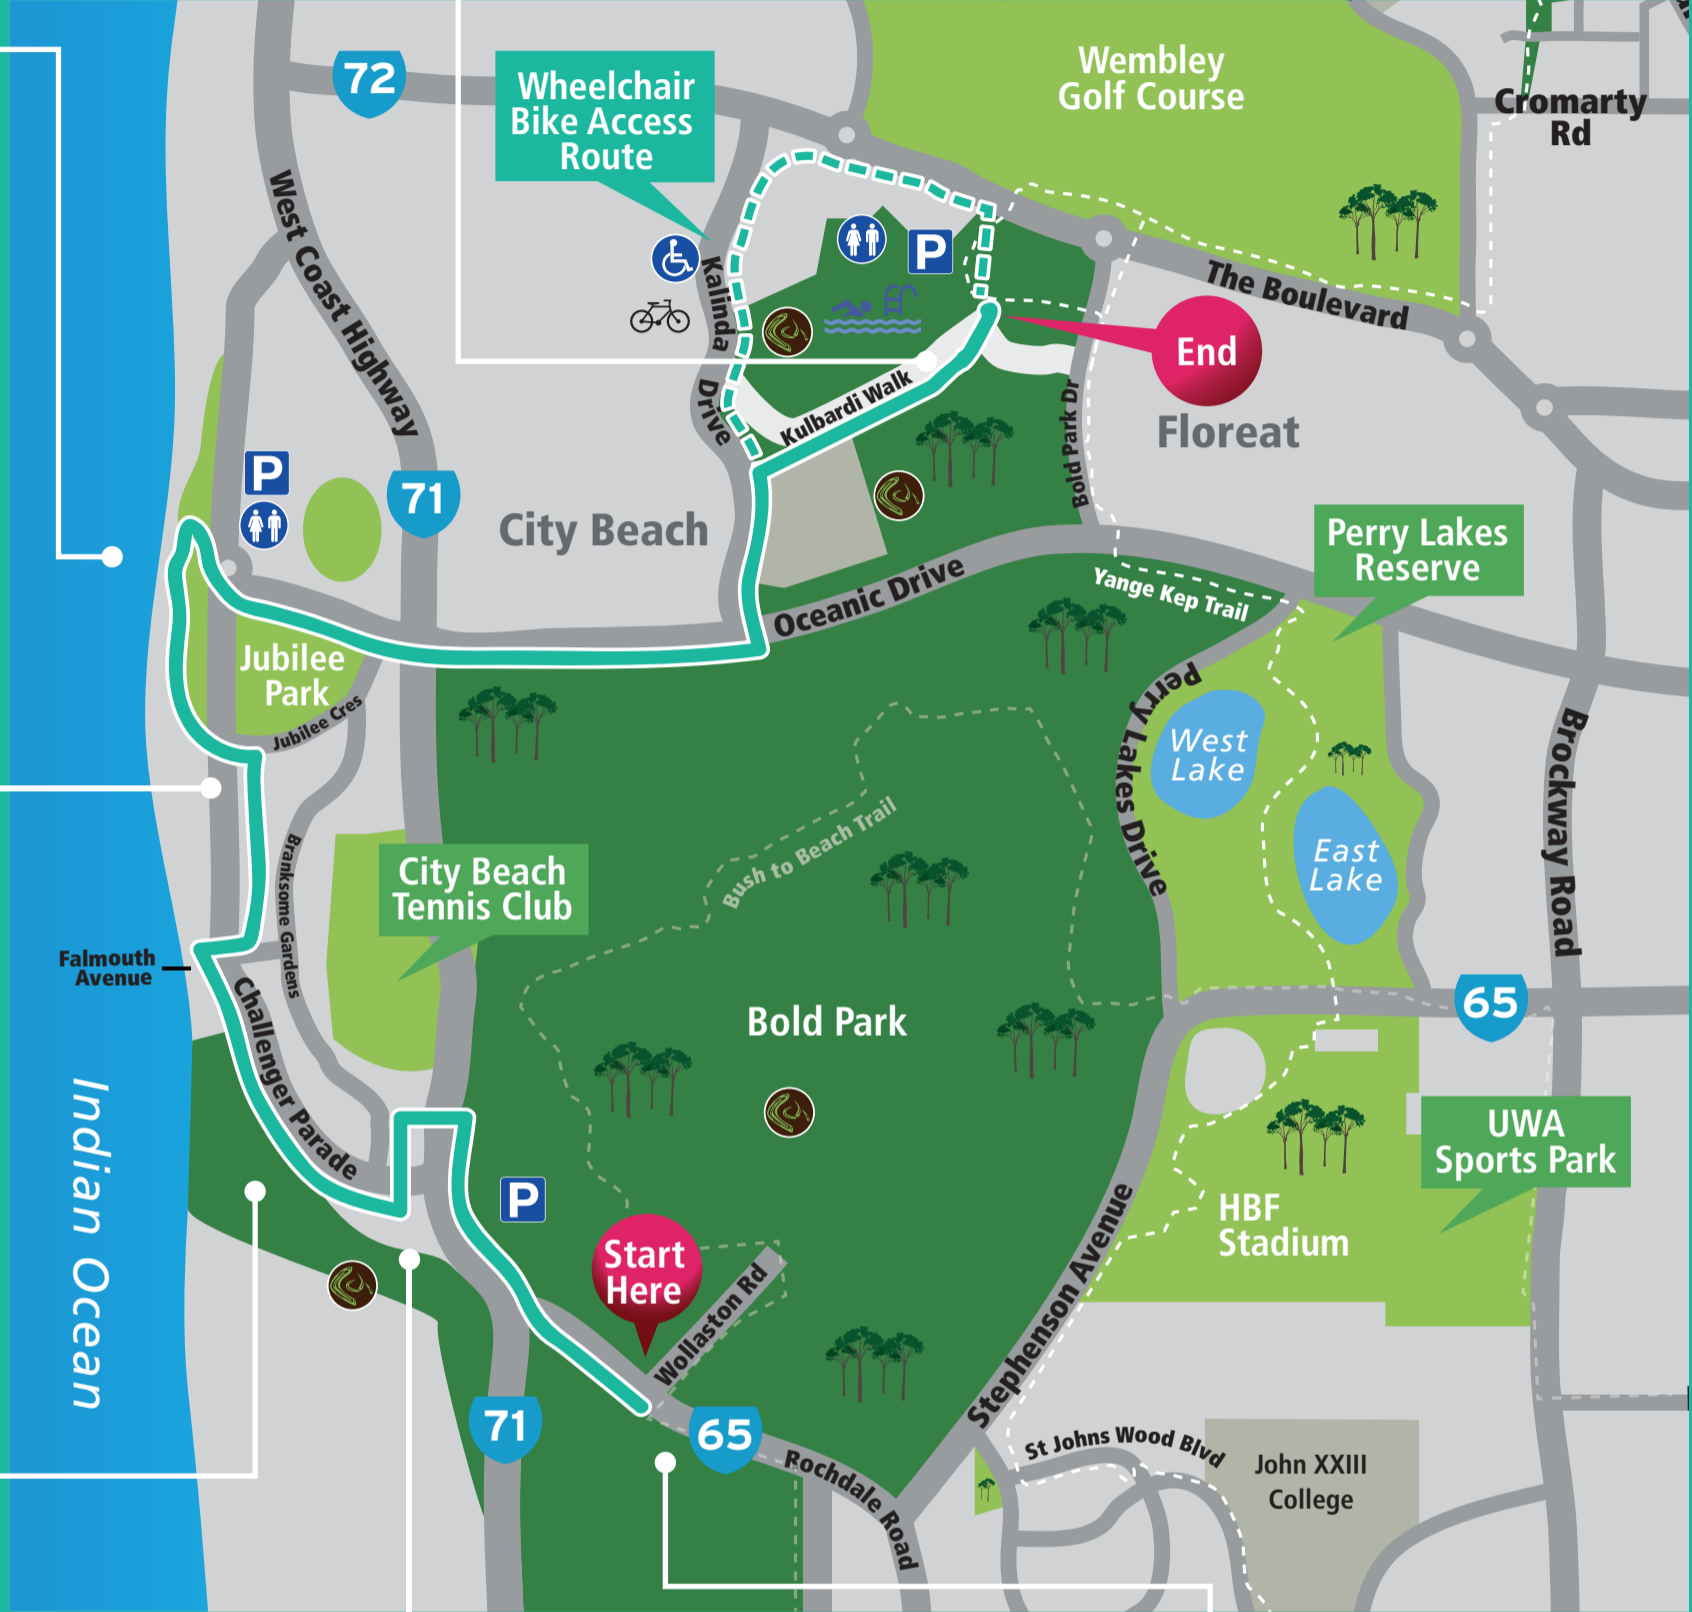 72
Wheelchair
Bike Access
Route
Wembley
Golf Course
Cromarty
Rd
West Coast Highway
Kalinda
Drive
P
The Boulevard
End
Floreat
Kulbardi Walk
Bold Park Dr
P
71
City Beach
Oceanic Drive
Yange Kep Trail
Perry Lakes
Reserve
Jubilee
Park
Jubilee Cres
Perry Lakes Drive
West
Lake
East
Lake
Brockway Road
Bush to Beach Trail
Branksome Gardens
City Beach
Tennis Club
Falmouth
Avenue
Challenger Parade
Bold Park
65
Indian Ocean
UWA
Sports Park
HBF
Stadium
P
Start
Here
Wollaston Rd
Stephenson Avenue
71
65
Rochdale Road
St Johns Wood Blvd
John XXIII
College